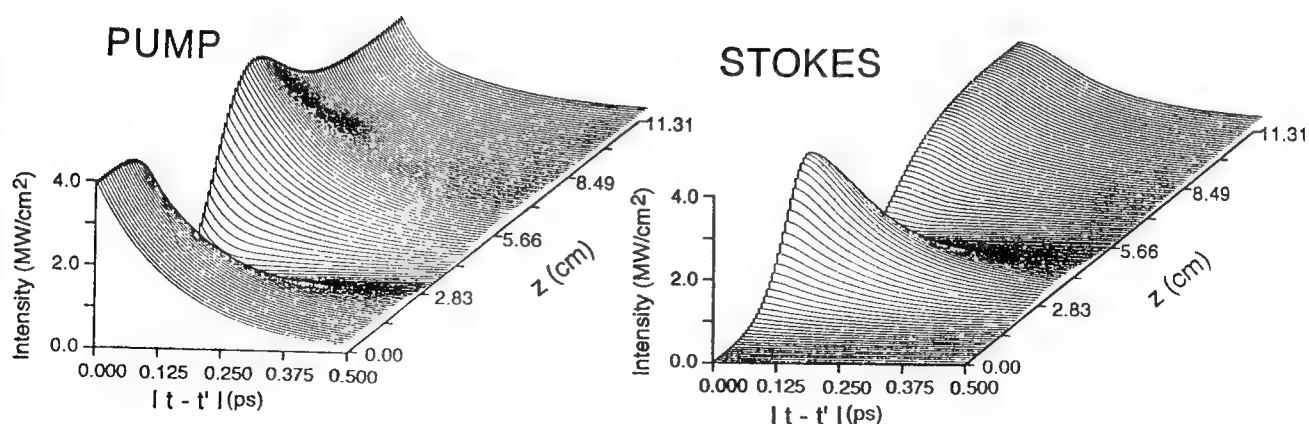 PUMP
Intensity (MW/cm²)
4.0
2.0
0.0
0.000 0.125 0.250 0.375 0.500
| t - t' | (ps)
0.00
2.83
5.66
8.49
11.31
z (cm)
STOKES
Intensity (MW/cm²)
4.0
2.0
0.0
0.000 0.125 0.250 0.375 0.500
| t - t' | (ps)
0.00
2.83
5.66
8.49
11.31
z (cm)